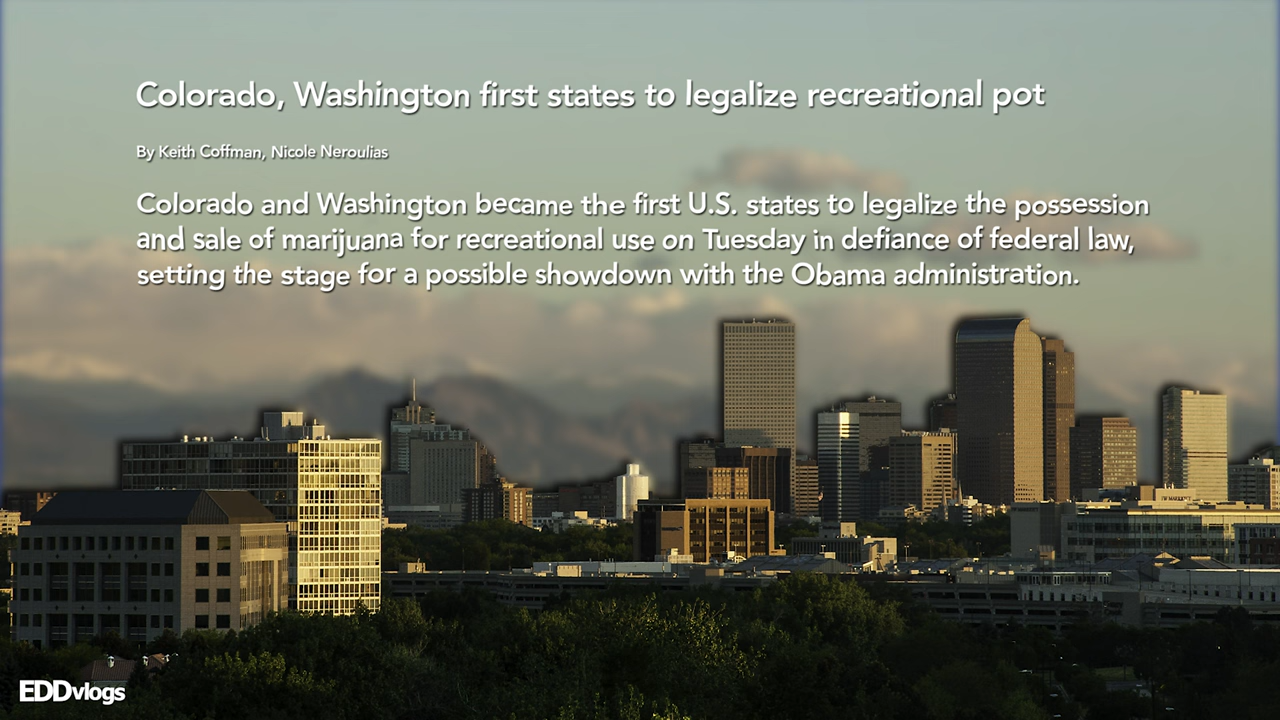 Colorado, Washington first states to legalize recreational pot
By Keith Coffman, Nicole Neroulias
Colorado and Washington became the first U.S. states to legalize the possession
and sale of marijuana for recreational use on Tuesday in defiance of federal law,
setting the stage for a possible showdown with the Obama administration.
EDDvlogs